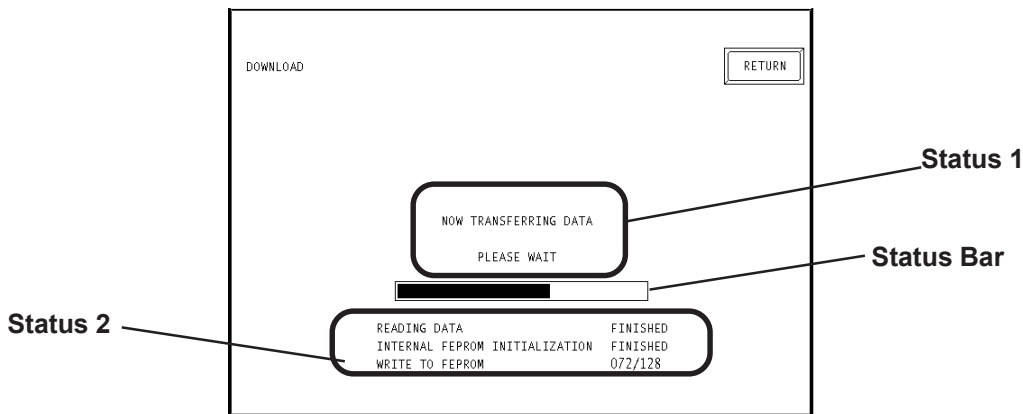 DOWNLOAD
RETURN
Status 1
NOW TRANSFERRING DATA
PLEASE WAIT
Status Bar
Status 2
READING DATA FINISHED
INTERNAL FEPROM INITIALIZATION FINISHED
WRITE TO FEPROM 072/128